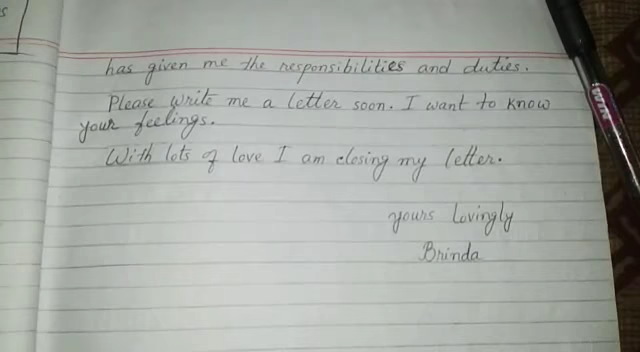 s
has given me the responsibilities and duties.
Please write me a letter soon. I want to know
your feelings.
With lots of love I am closing my letter.
yours lovingly
Brinda
WIN